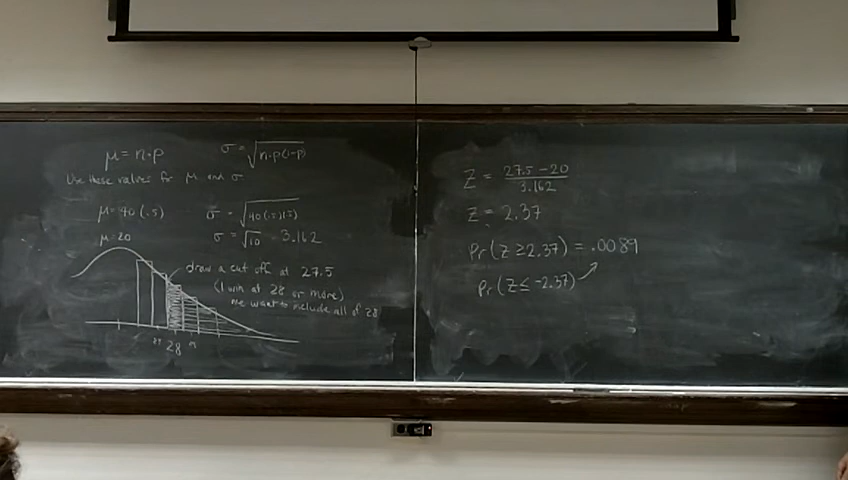 μ = n·p
σ = √n·p(1-p)
Use these values for μ and σ
μ = 40(.5)
σ = √40(.5)(.5)
μ = 20
σ = √10 = 3.162
draw a cut off at 27.5
(I win at 28 or more)
we want to include all of 28
28
Z = 27.5 - 20 / 3.162
Z = 2.37
Pr(Z ≥ 2.37) = .0089
Pr(Z ≤ -2.37)